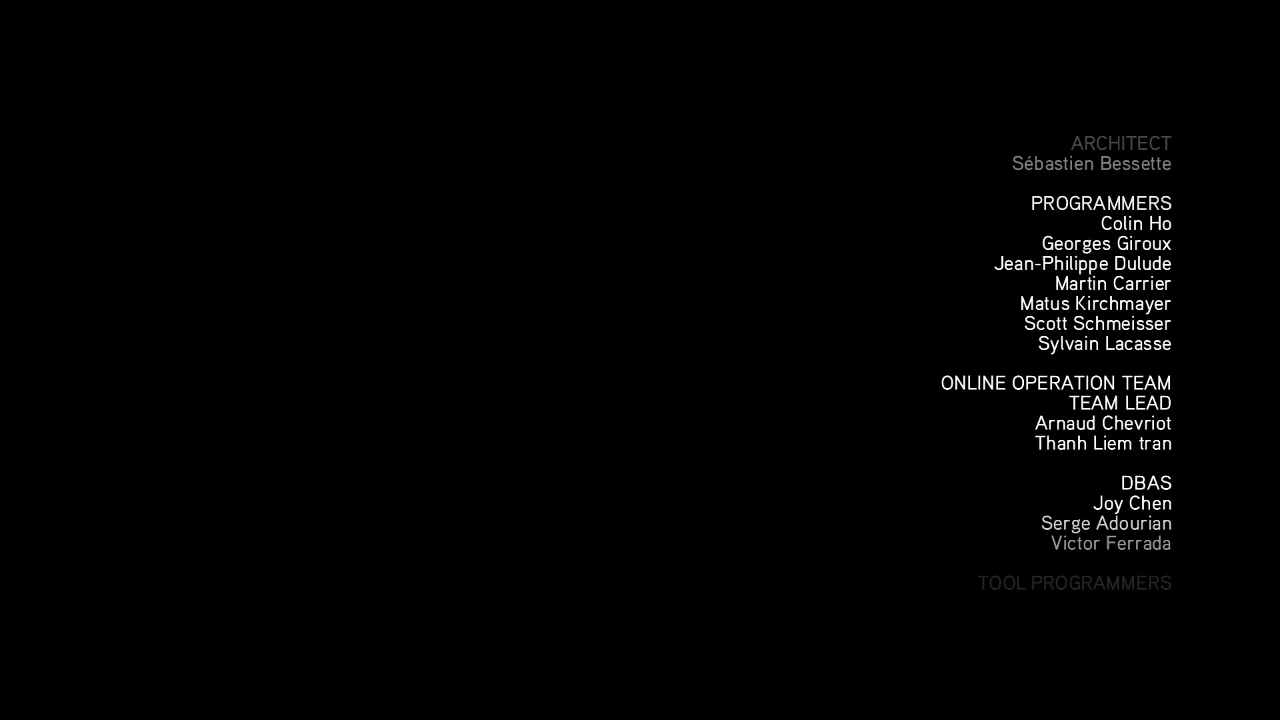 ARCHITECT
Sébastien Bessette
PROGRAMMERS
Colin Ho
Georges Giroux
Jean-Philippe Dulude
Martin Carrier
Matus Kirchmayer
Scott Schmeisser
Sylvain Lacasse
ONLINE OPERATION TEAM
TEAM LEAD
Arnaud Chevriot
Thanh Liem tran
DBAS
Joy Chen
Serge Adourian
Victor Ferrada
TOOL PROGRAMMERS